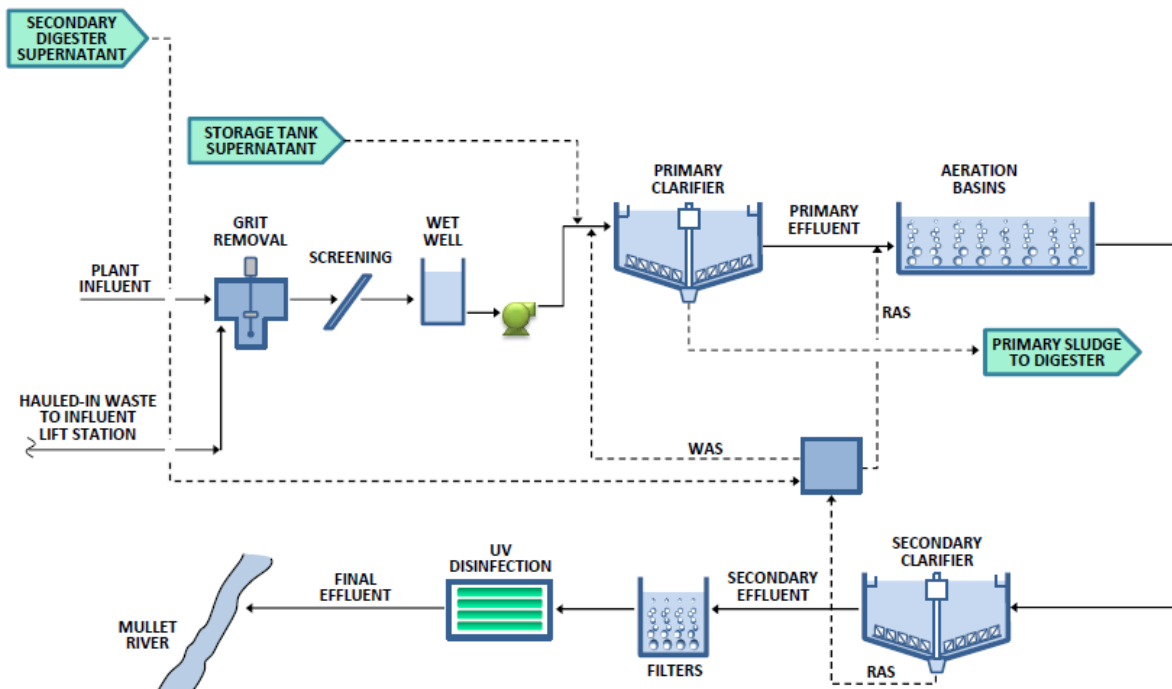 SECONDARY
DIGESTER
SUPERNATANT
STORAGE TANK
SUPERNATANT
PRIMARY
CLARIFIER
AERATION
BASINS
PRIMARY
EFFLUENT
GRIT
REMOVAL
WET
WELL
SCREENING
PLANT
INFLUENT
RAS
PRIMARY SLUDGE
TO DIGESTER
HAULED-IN WASTE
TO INFLUENT
LIFT STATION
WAS
UV
DISINFECTION
SECONDARY
CLARIFIER
FINAL
EFFLUENT
SECONDARY
EFFLUENT
MULLET
RIVER
FILTERS
RAS